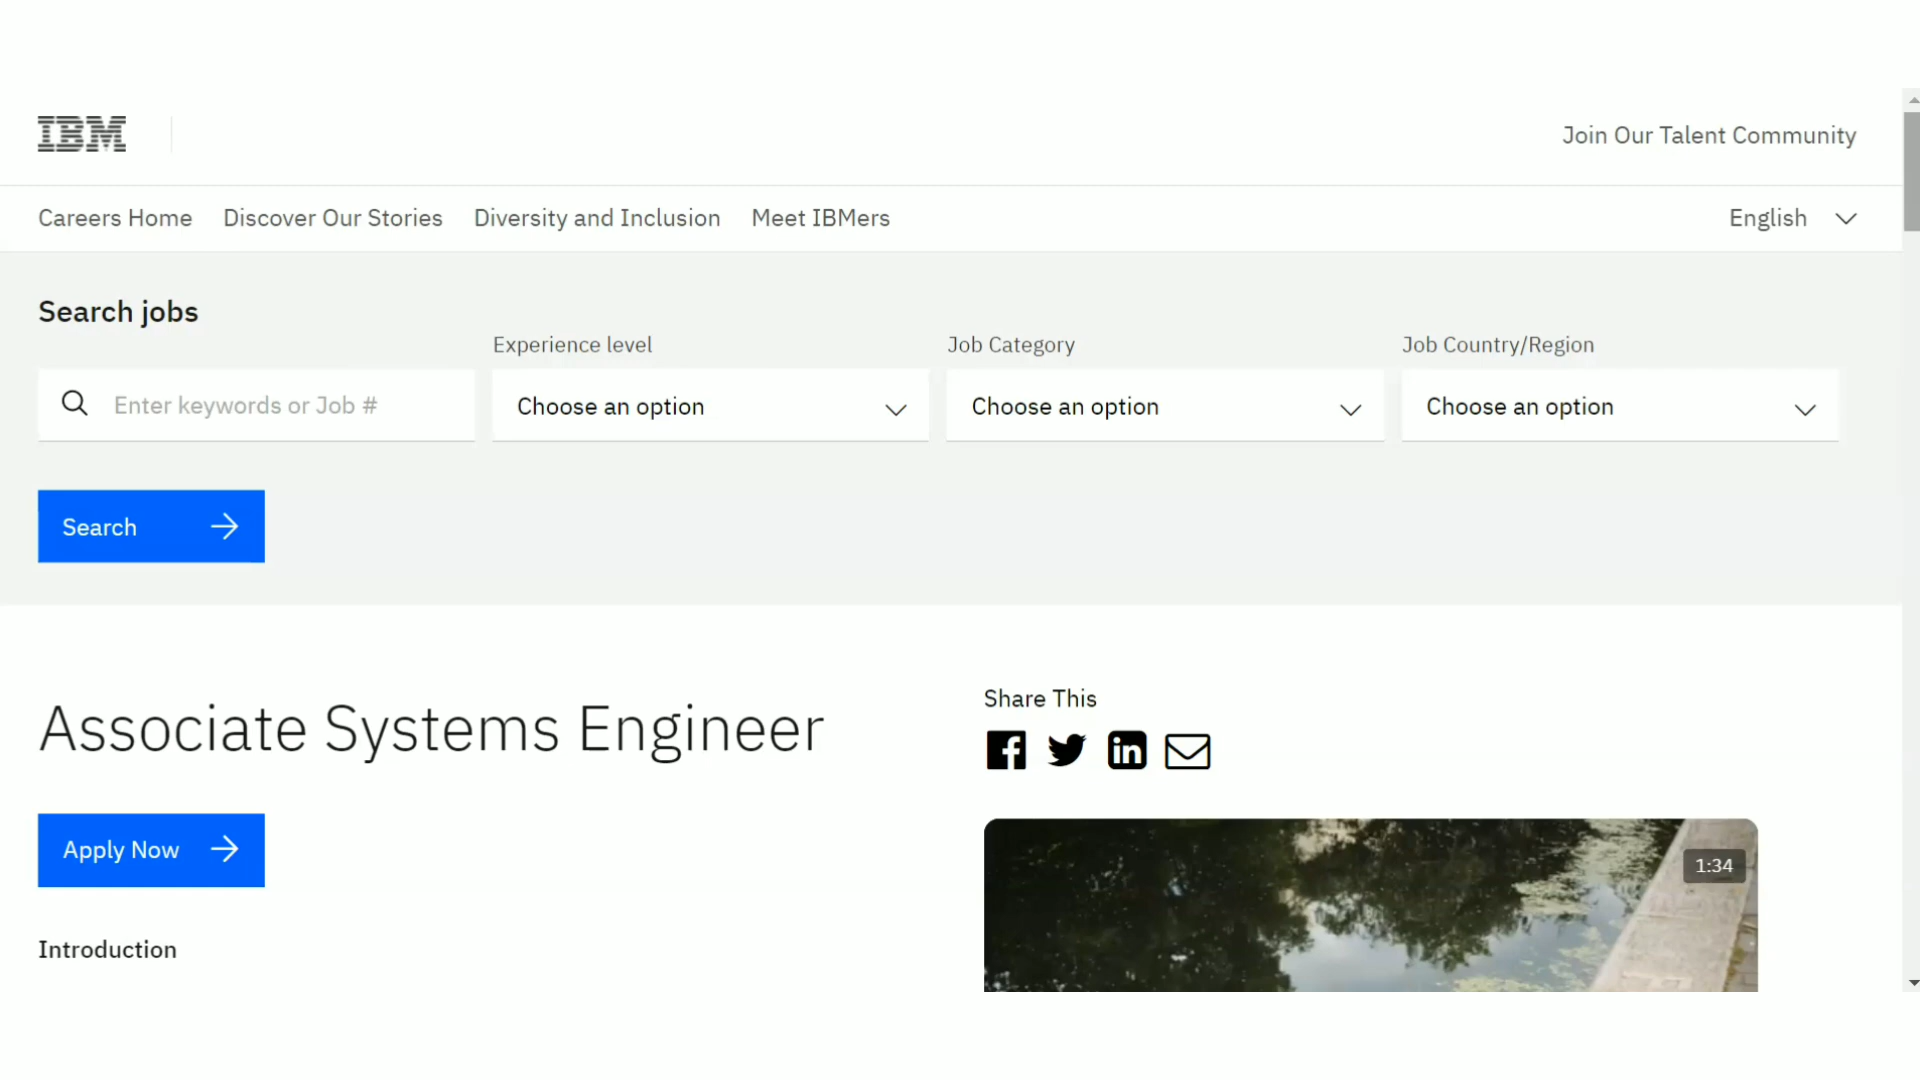 IBM
Join Our Talent Community
Careers Home Discover Our Stories Diversity and Inclusion Meet IBMers English
Search jobs
Experience level Job Category Job Country/Region
Enter keywords or Job # Choose an option Choose an option Choose an option
Search
Share This
Associate Systems Engineer
Apply Now
1:34
Introduction